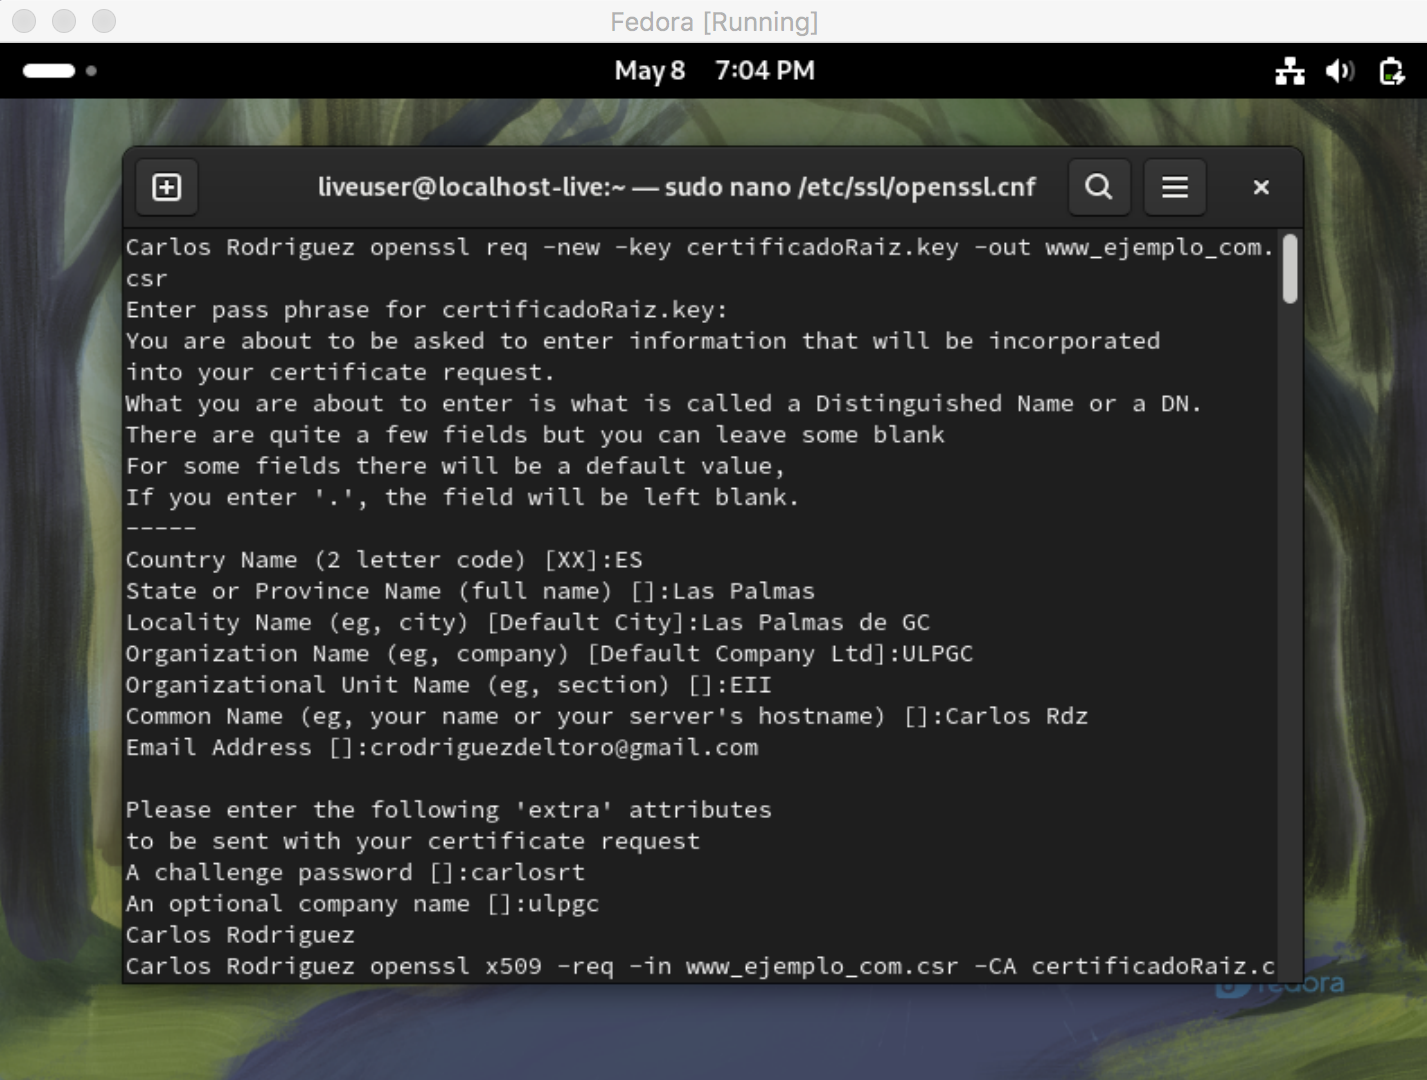 Fedora [Running]
May 8 7:04 PM
liveuser@localhost-live:~ — sudo nano /etc/ssl/openssl.cnf
Carlos Rodriguez openssl req -new -key certificadoRaiz.key -out www_ejemplo_com.
csr
Enter pass phrase for certificadoRaiz.key:
You are about to be asked to enter information that will be incorporated
into your certificate request.
What you are about to enter is what is called a Distinguished Name or a DN.
There are quite a few fields but you can leave some blank
For some fields there will be a default value,
If you enter '.', the field will be left blank.
-----
Country Name (2 letter code) [XX]:ES
State or Province Name (full name) []:Las Palmas
Locality Name (eg, city) [Default City]:Las Palmas de GC
Organization Name (eg, company) [Default Company Ltd]:ULPGC
Organizational Unit Name (eg, section) []:EII
Common Name (eg, your name or your server's hostname) []:Carlos Rdz
Email Address []:crodriguezdeltoro@gmail.com

Please enter the following 'extra' attributes
to be sent with your certificate request
A challenge password []:carlosrt
An optional company name []:ulpgc
Carlos Rodriguez
Carlos Rodriguez openssl x509 -req -in www_ejemplo_com.csr -CA certificadoRaiz.c
fedora